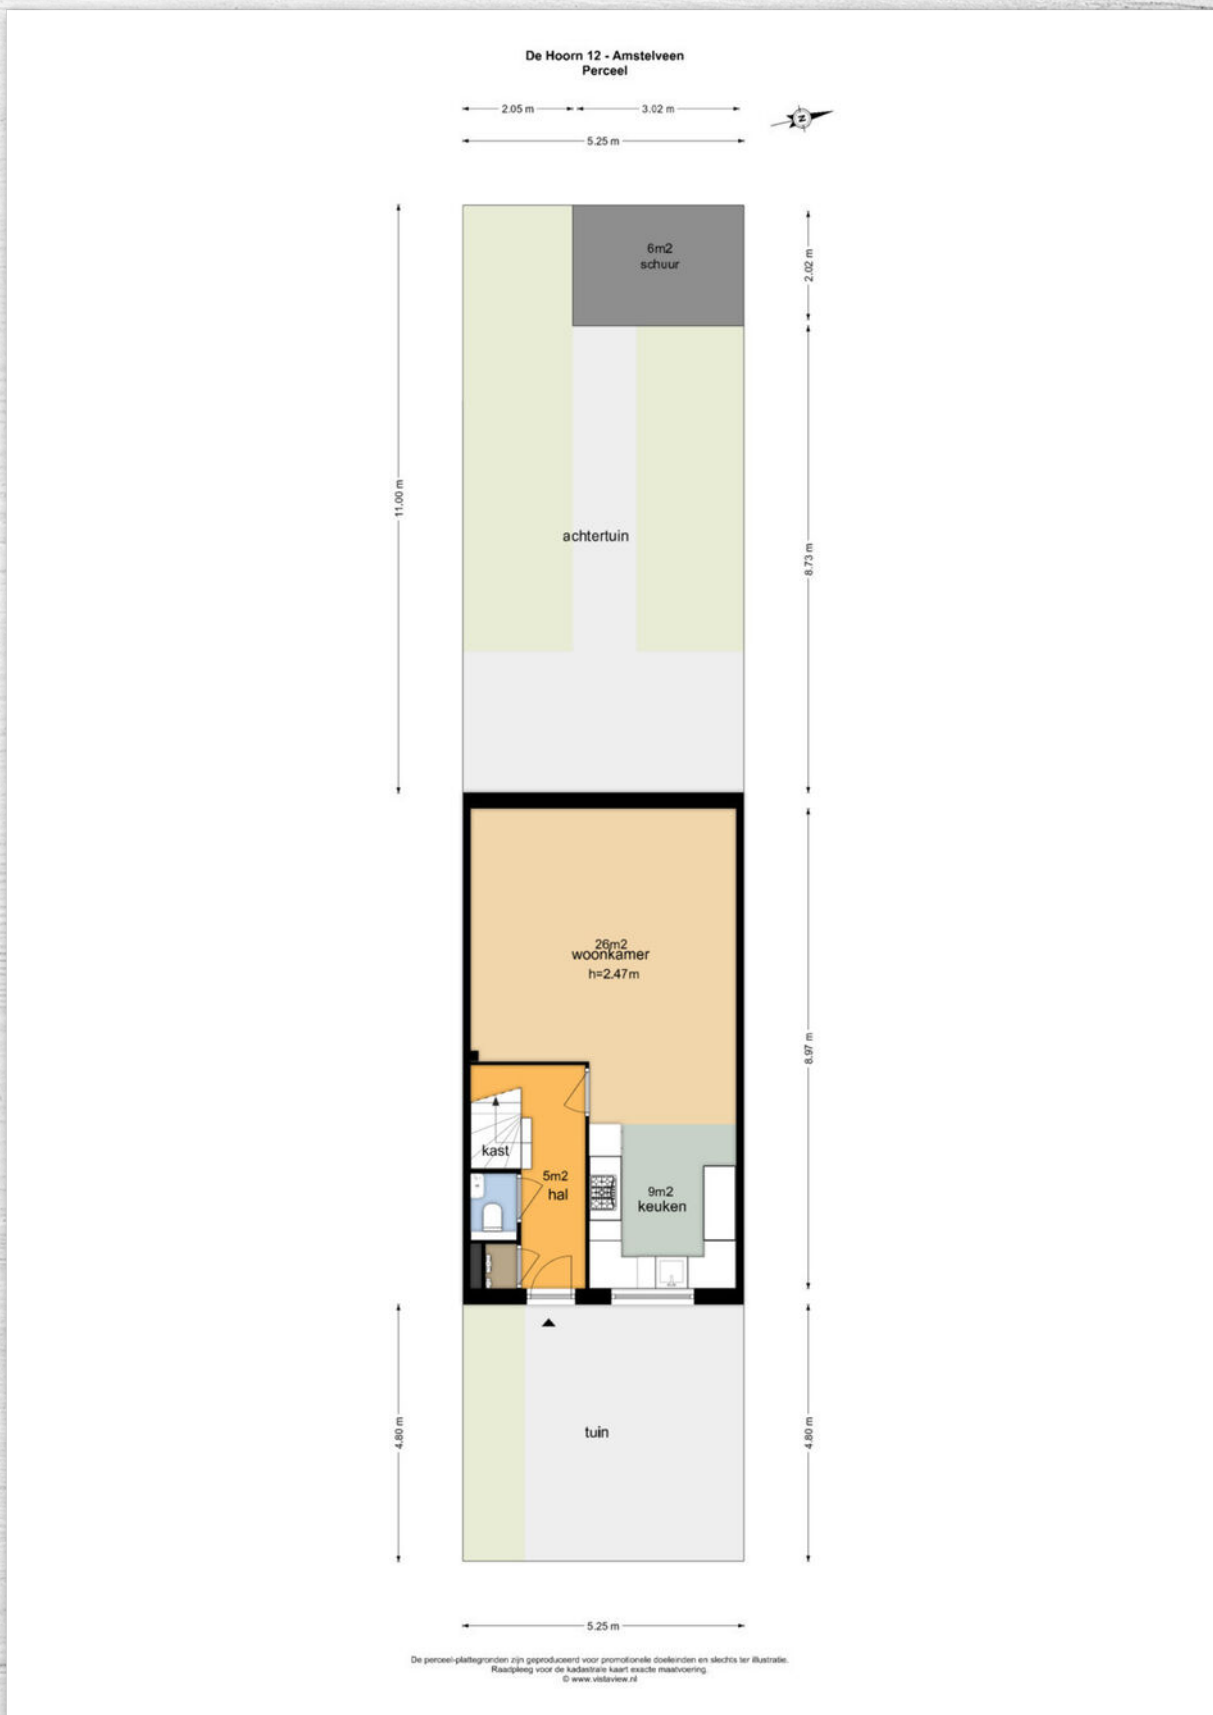 De Hoorn 12 - Amstelveen
Perceel
2.05 m
3.02 m
N
5.25 m
6m2
schuur
2.02 m
11.00 m
achtertuin
8.73 m
26m2
woonkamer
h=2.47m
8.97 m
kast
5m2
hal
9m2
keuken
4.80 m
tuin
4.80 m
5.25 m
De perceel-plattegronden zijn geproduceerd voor promotionele doeleinden en slechts ter illustratie.
Raadpleeg voor de kadastrale kaart exacte maatvoering.
© www.vistaview.nl